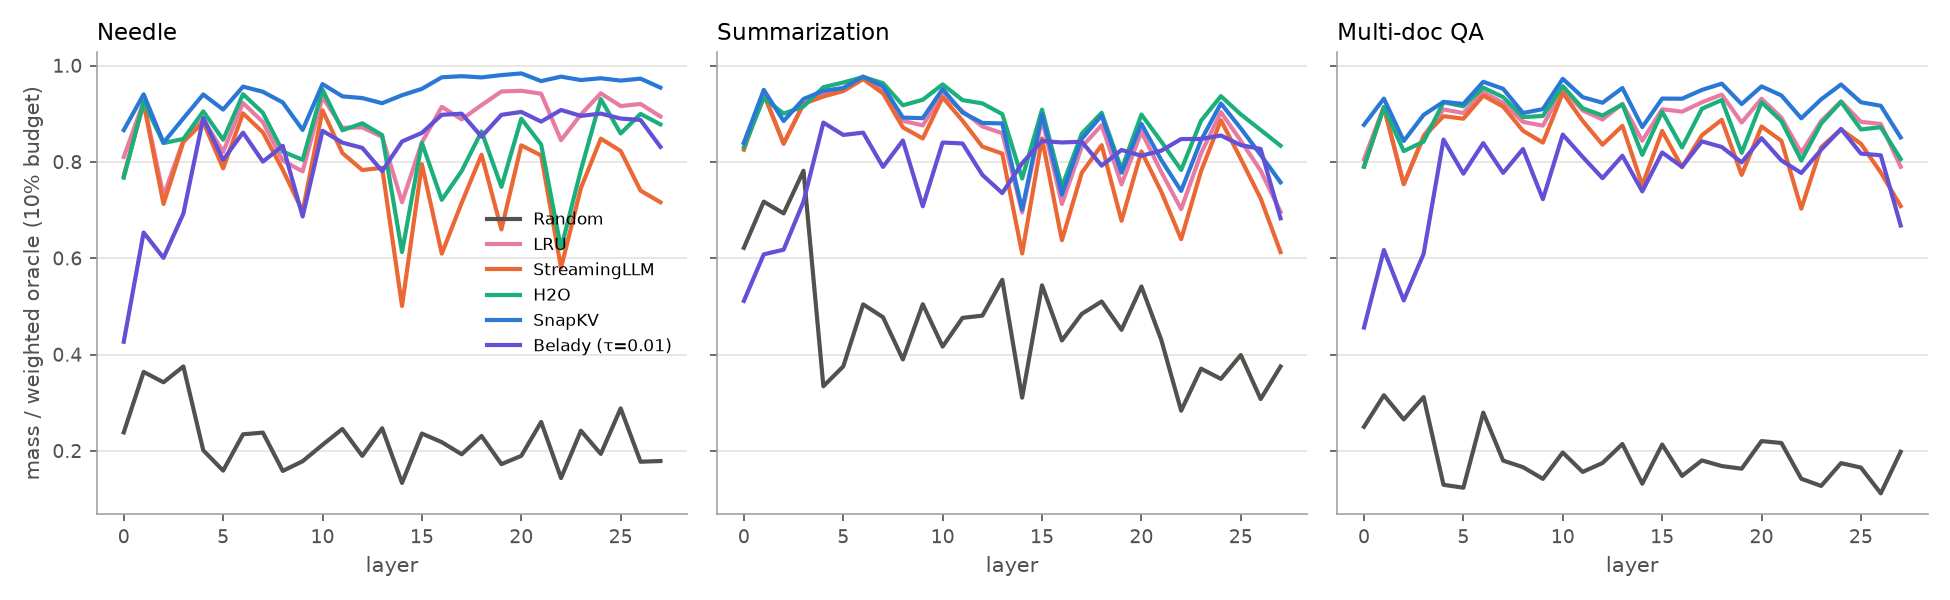 Needle
Summarization
Multi-doc QA
mass / weighted oracle (10% budget)
1.0
0.8
0.6
0.4
0.2
Random
LRU
StreamingLLM
H2O
SnapKV
Belady (τ=0.01)
0 5 10 15 20 25
0 5 10 15 20 25
0 5 10 15 20 25
layer
layer
layer